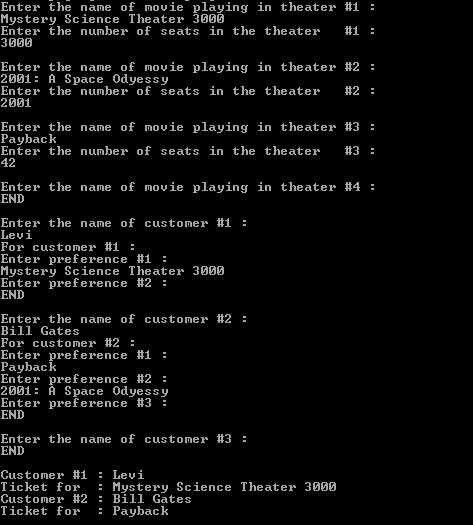 Enter the name of movie playing in theater #1 :
Mystery Science Theater 3000
Enter the number of seats in the theater   #1 :
3000
Enter the name of movie playing in theater #2 :
2001: A Space Odyessy
Enter the number of seats in the theater   #2 :
2001
Enter the name of movie playing in theater #3 :
Payback
Enter the number of seats in the theater   #3 :
42
Enter the name of movie playing in theater #4 :
END
Enter the name of customer #1 :
Levi
For customer #1 :
Enter preference #1 :
Mystery Science Theater 3000
Enter preference #2 :
END
Enter the name of customer #2 :
Bill Gates
For customer #2 :
Enter preference #1 :
Payback
Enter preference #2 :
2001: A Space Odyessy
Enter preference #3 :
END
Enter the name of customer #3 :
END
Customer #1 : Levi
Ticket for  : Mystery Science Theater 3000
Customer #2 : Bill Gates
Ticket for  : Payback